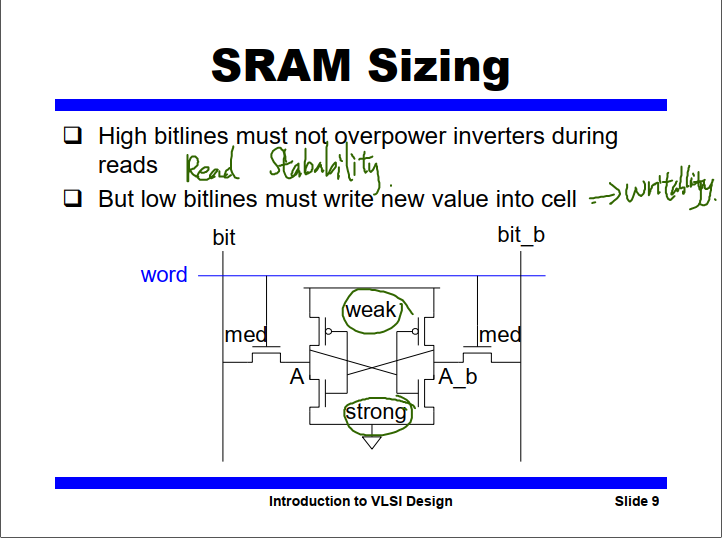 SRAM Sizing
❑ High bitlines must not overpower inverters during
reads Read Stabability
❑ But low bitlines must write new value into cell → writability.
bit bit_b
word
weak
med med
A A_b
strong
Introduction to VLSI Design Slide 9